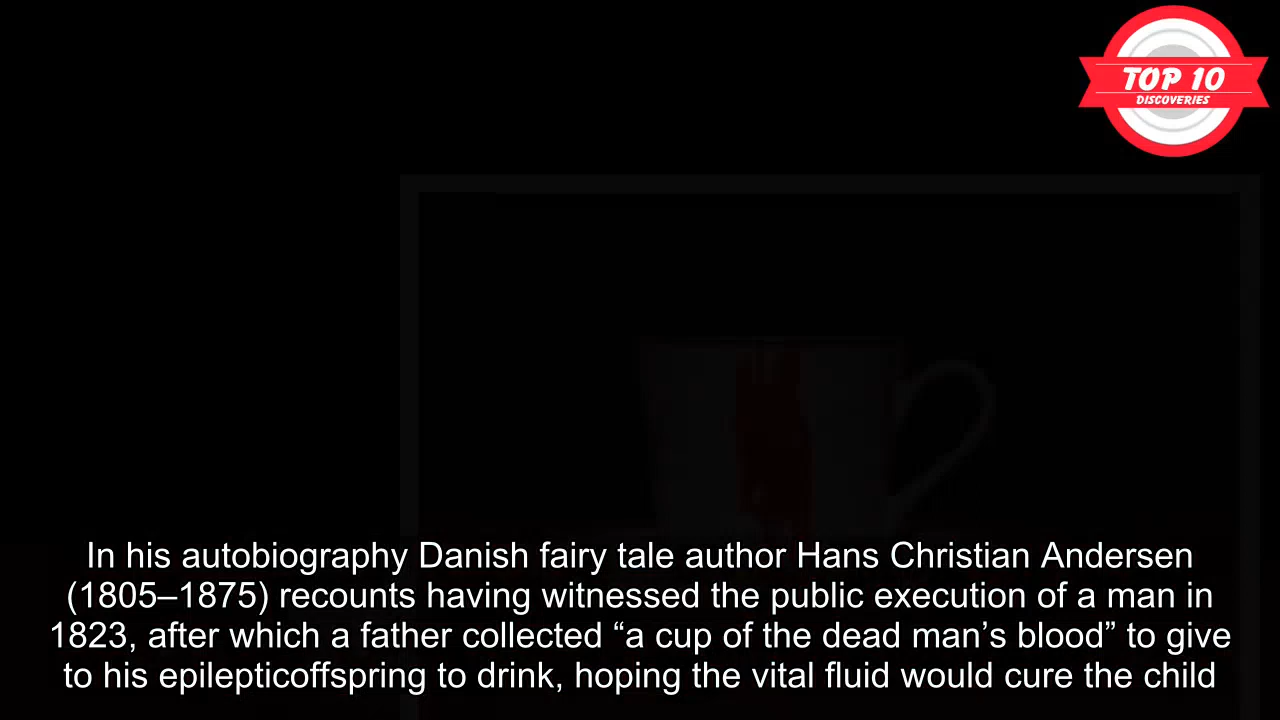 TOP 10
DISCOVERIES
In his autobiography Danish fairy tale author Hans Christian Andersen
(1805–1875) recounts having witnessed the public execution of a man in
1823, after which a father collected “a cup of the dead man’s blood” to give
to his epilepticoffspring to drink, hoping the vital fluid would cure the child